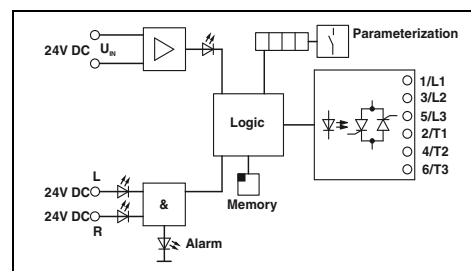 24V DC
U IN
Parameterization
1/L1
3/L2
5/L3
2/T1
4/T2
6/T3
Logic
L
24V DC
24V DC
R
&
Memory
Alarm